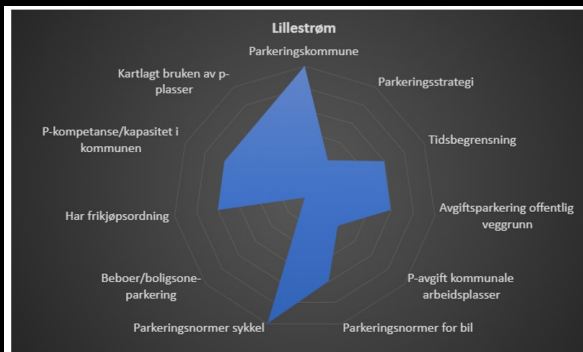 Lillestrøm
Parkeringskommune
Parkeringsstrategi
Tidsbegrensning
Avgiftsparkering offentlig
veggrunn
P-avgift kommunale
arbeidsplasser
Parkeringsnormer for bil
Parkeringsnormer sykkel
Beboer/boligsone-
parkering
Har frikjøpsordning
P-kompetanse/kapasitet i
kommunen
Kartlagt bruken av p-
plasser